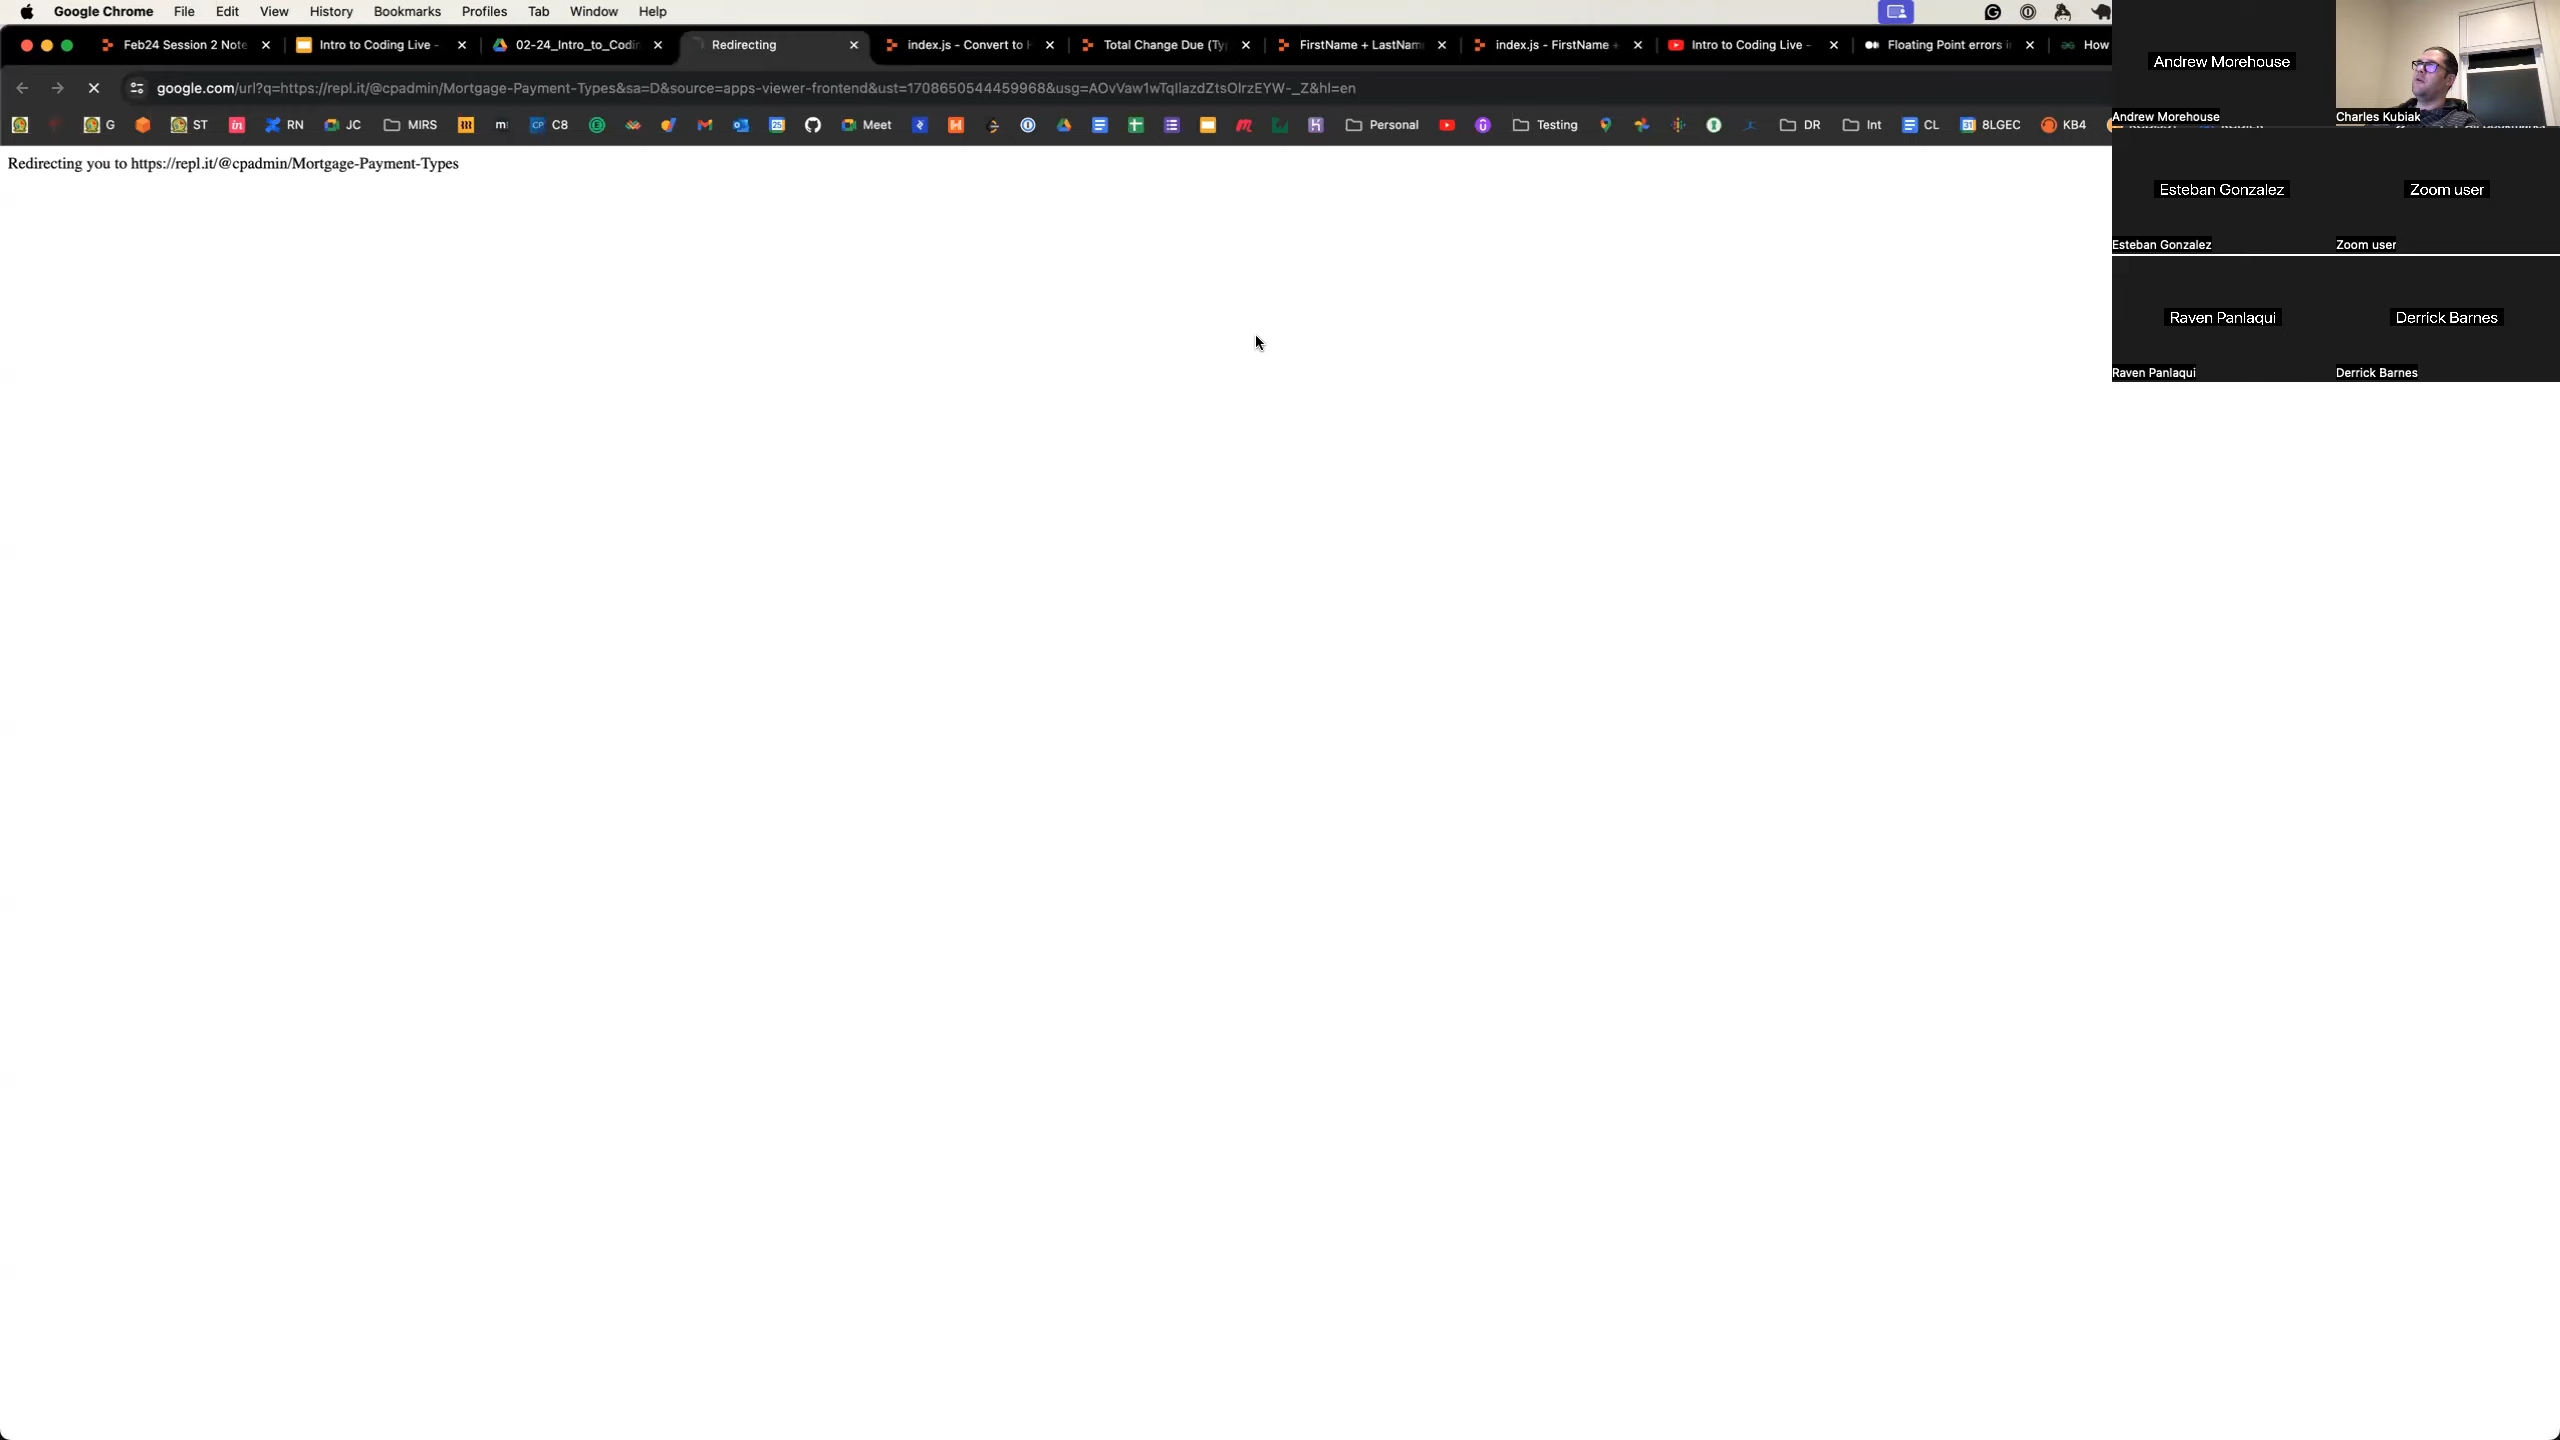 Google Chrome File Edit View History Bookmarks Profiles Tab Window Help
Feb24 Session 2 Note
Intro to Coding Live -
02-24_Intro_to_Codi
Redirecting
index.js - Convert to H
Total Change Due (Ty
FirstName + LastNam
index.js - FirstName +
Intro to Coding Live -
Floating Point errors i
How
google.com/url?q=https://repl.it/@cpadmin/Mortgage-Payment-Types&sa=D&source=apps-viewer-frontend&ust=1708650544459968&usg=AOvVaw1wTqIlazdZtsOIrzEYW-_Z&hl=en
G ST RN JC MIRS C8 Meet Personal Testing DR Int CL 8LGEC KB4
Redirecting you to https://repl.it/@cpadmin/Mortgage-Payment-Types
Andrew Morehouse
Andrew Morehouse
Charles Kubiak
Esteban Gonzalez
Zoom user
Esteban Gonzalez
Zoom user
Raven Panlaqui
Derrick Barnes
Raven Panlaqui
Derrick Barnes